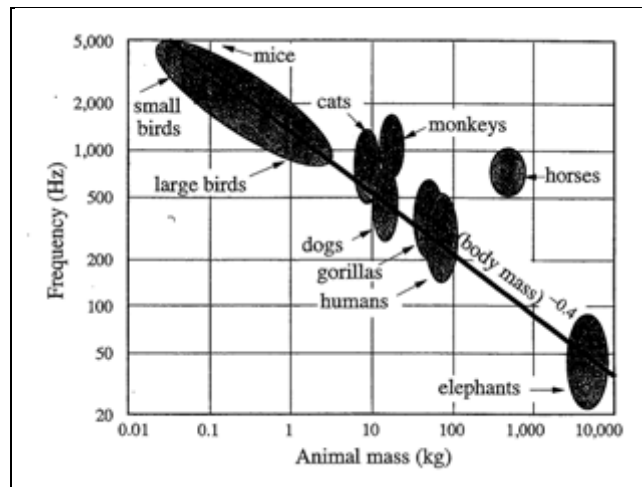 5,000
2,000
1,000
500
200
100
50
20
Frequency (Hz)
mice
small
birds
large birds
cats
monkeys
horses
dogs
gorillas
humans
(body mass) –0.4
elephants
0.01 0.1 1 10 100 1,000 10,000
Animal mass (kg)